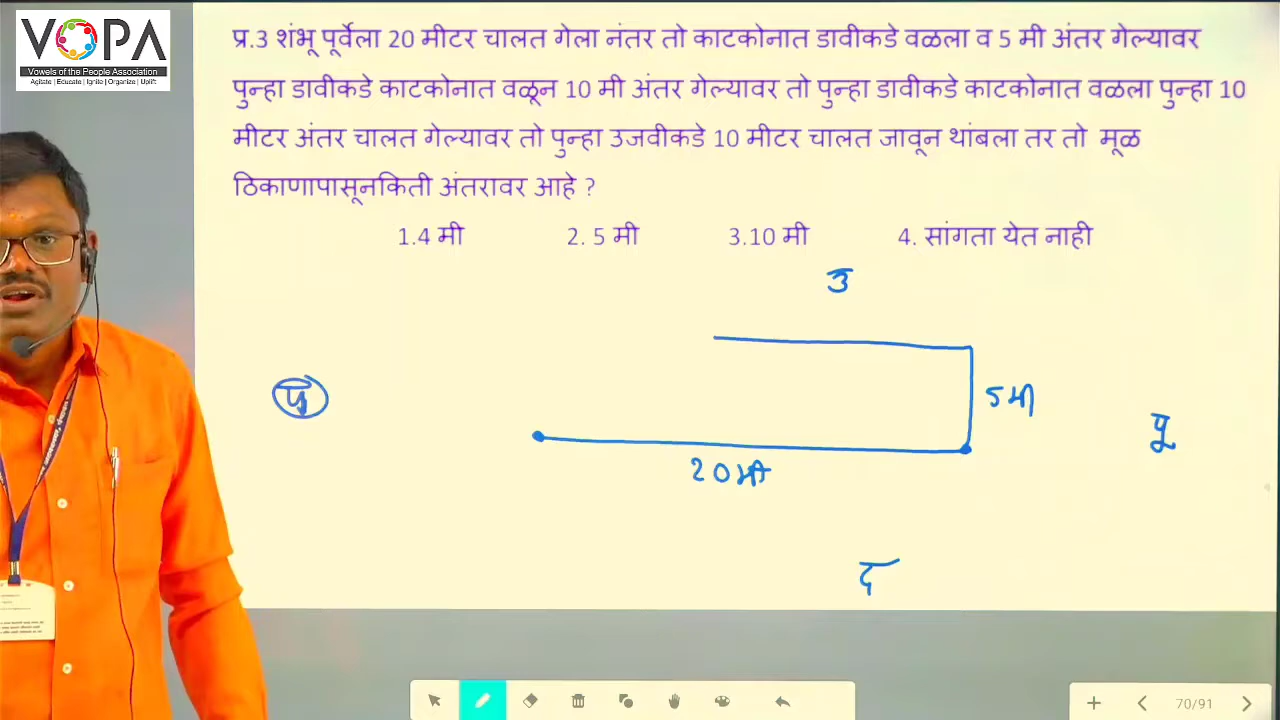 VOPA
Vowels of the People Association
Agitate | Educate | Ignite | Organize | Uplift
प्र.3 शंभू पूर्वेला 20 मीटर चालत गेला नंतर तो काटकोनात डावीकडे वळला व 5 मी अंतर गेल्यावर
पुन्हा डावीकडे काटकोनात वळून 10 मी अंतर गेल्यावर तो पुन्हा डावीकडे काटकोनात वळला पुन्हा 10
मीटर अंतर चालत गेल्यावर तो पुन्हा उजवीकडे 10 मीटर चालत जावून थांबला तर तो मूळ
ठिकाणापासूनकिती अंतरावर आहे ?
1.4 मी 2. 5 मी 3.10 मी 4. सांगता येत नाही
उ
प
5 मी
पू
20 मी
द
70/91